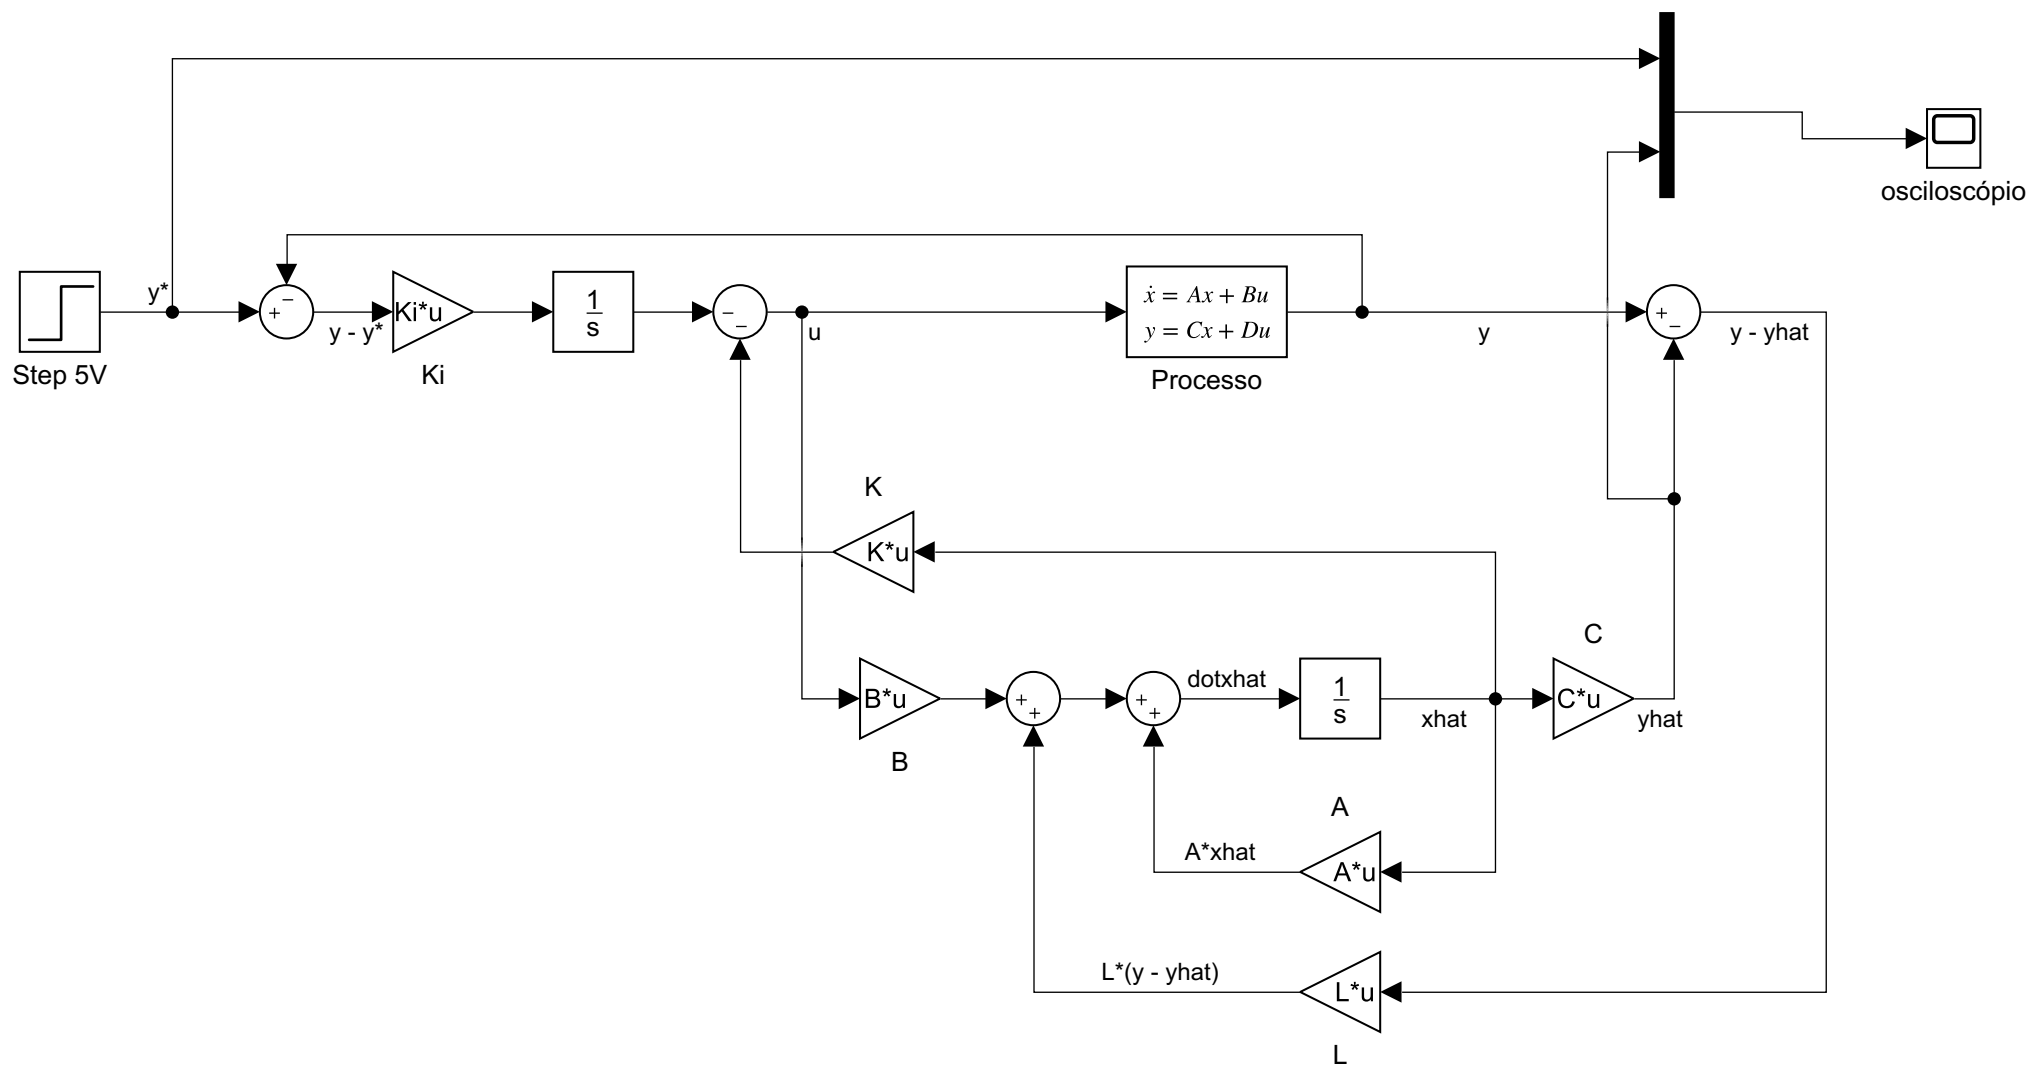 osciloscópio
y*
Step 5V
−
+
y - y*
Ki*u
Ki
1
s
−
−
u
ẋ = Ax + Bu
y = Cx + Du
Processo
y
+
−
y - yhat
K
K*u
B*u
B
+
+
+
+
dotxhat
1
s
xhat
C
C*u
yhat
A
A*xhat
A*u
L*(y - yhat)
L*u
L